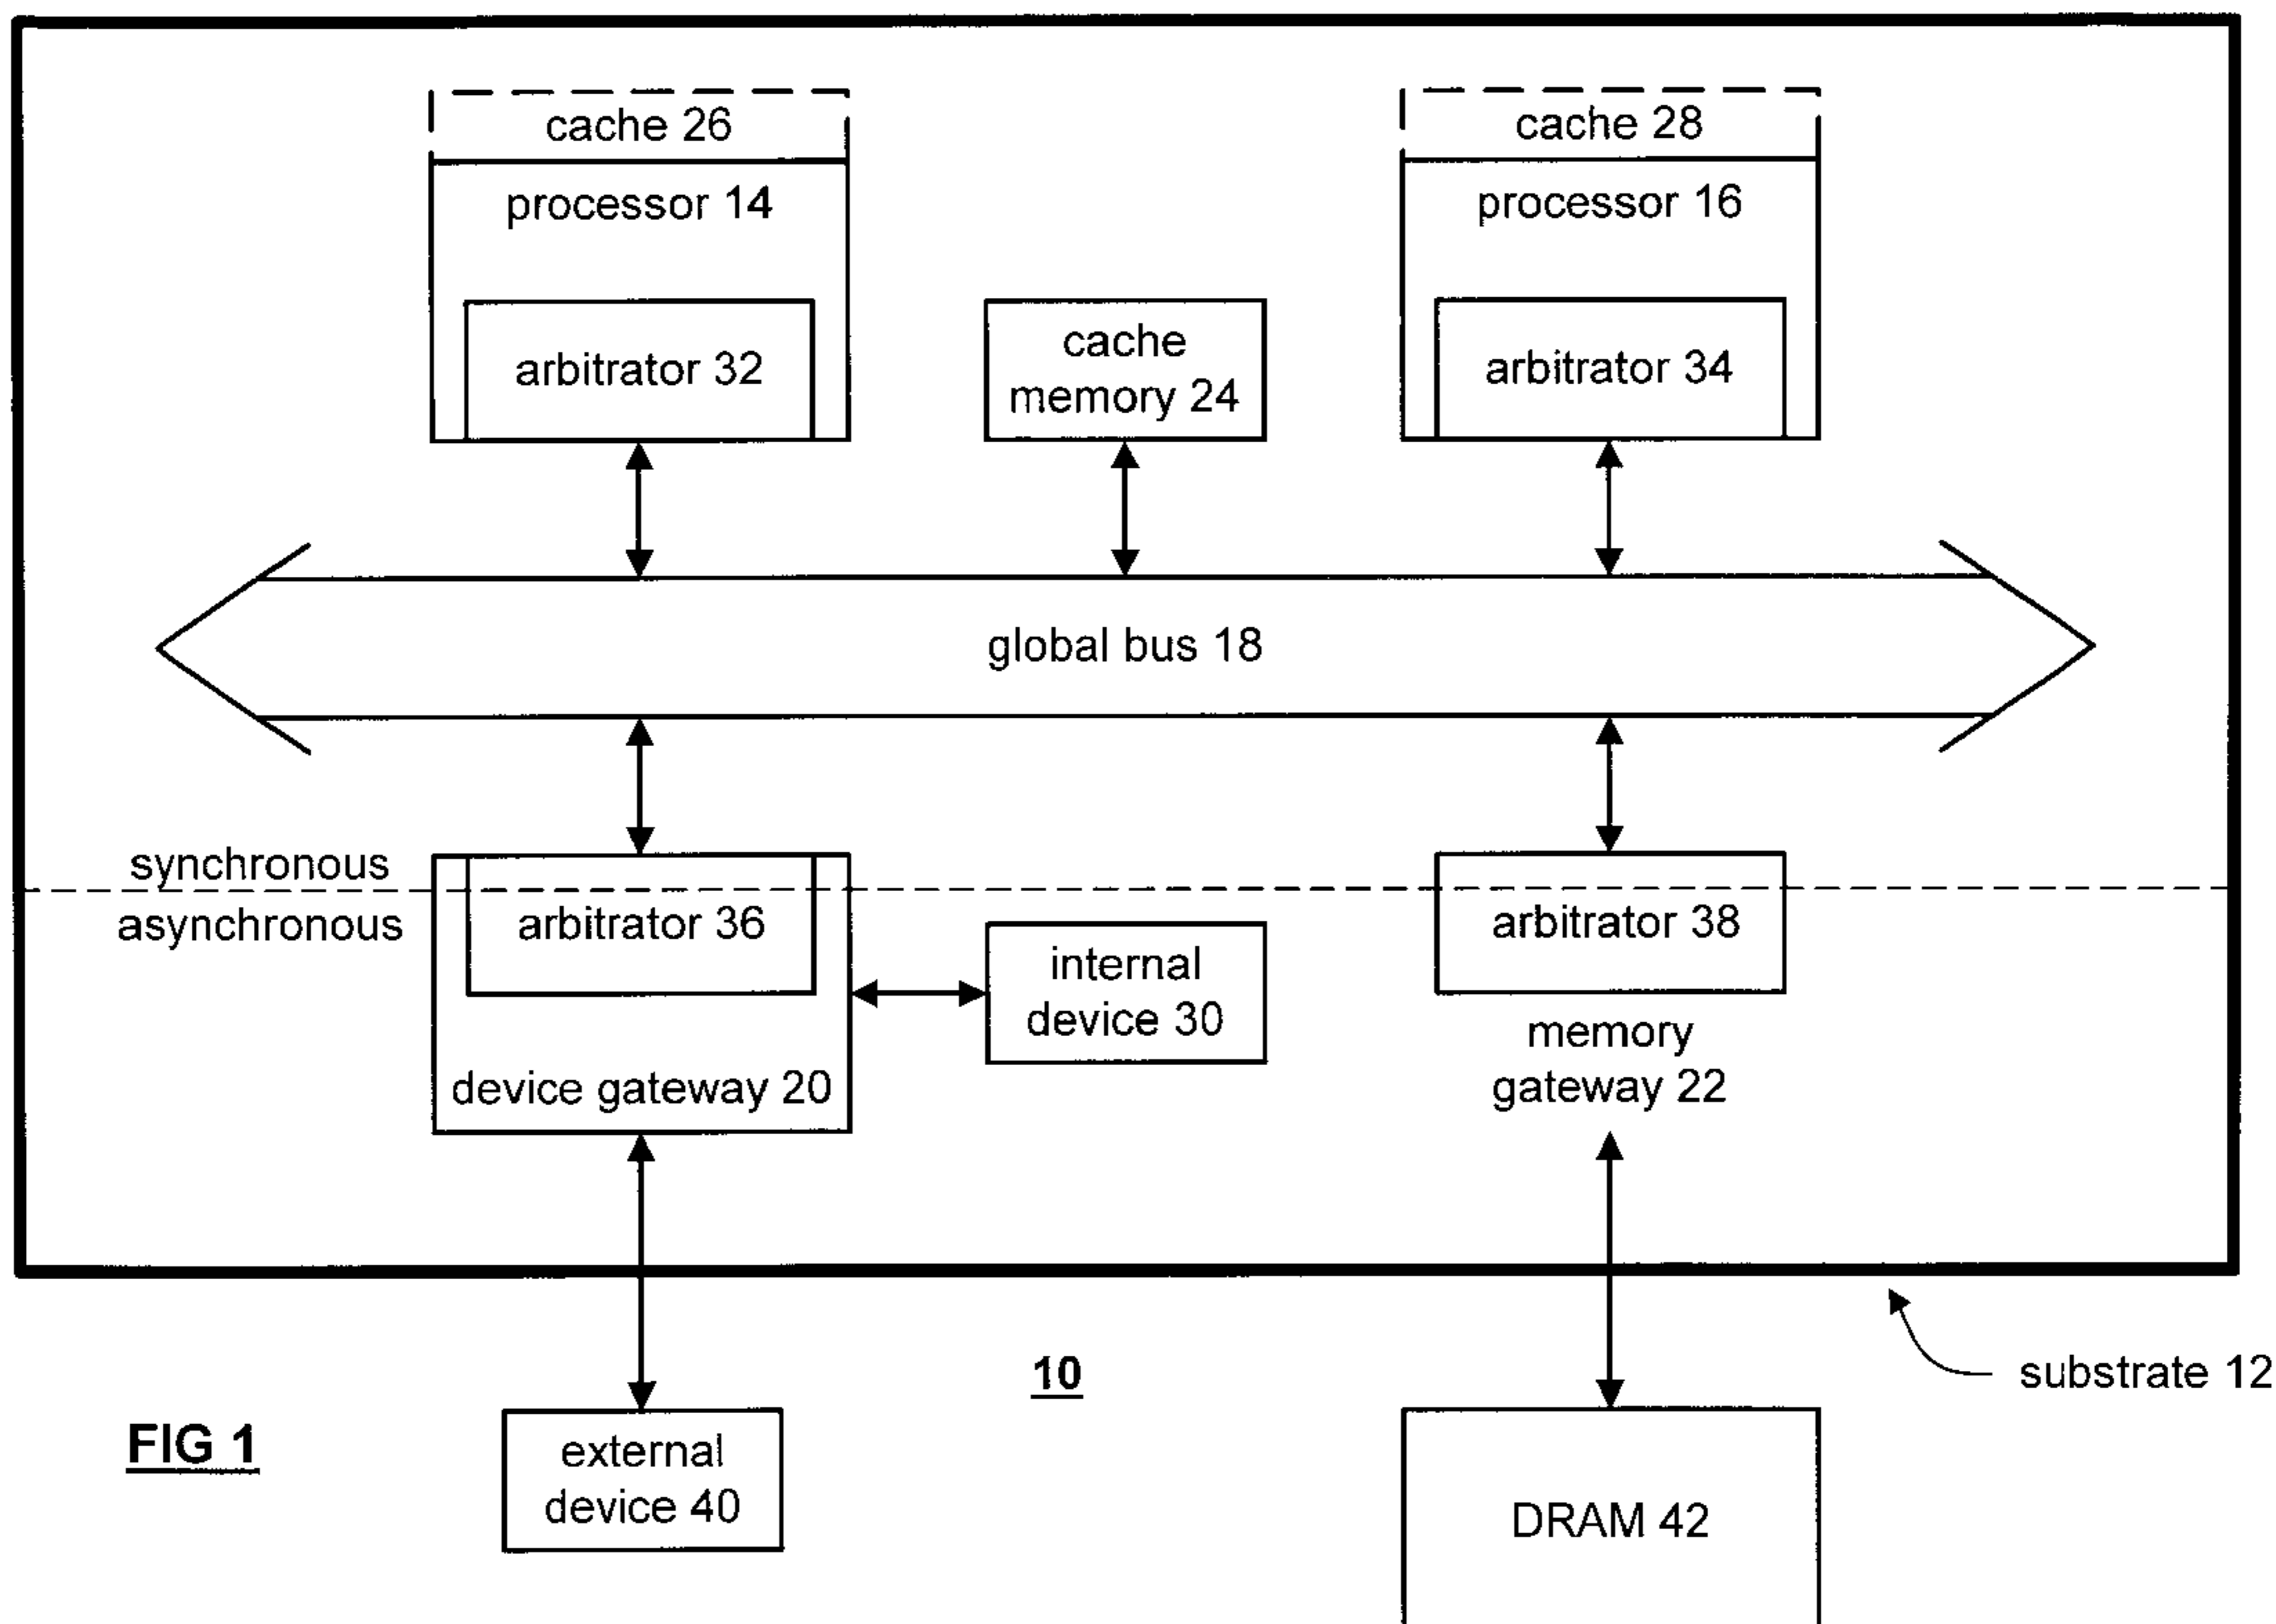 cache 26
processor 14
arbitrator 32
cache
memory 24
cache 28
processor 16
arbitrator 34
global bus 18
synchronous
asynchronous
arbitrator 36
device gateway 20
internal
device 30
arbitrator 38
memory
gateway 22
10
substrate 12
FIG 1
external
device 40
DRAM 42